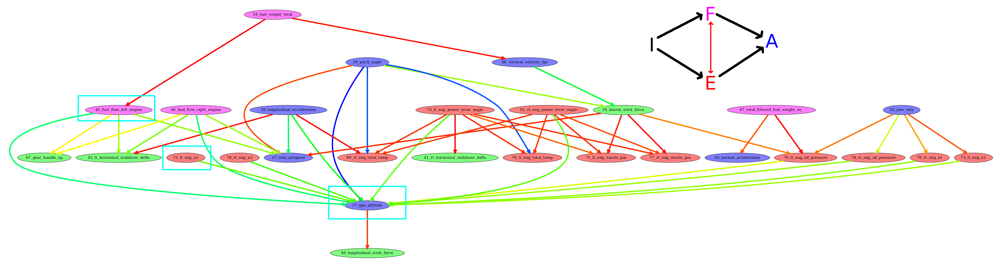 59_fuel_weight_total
F
I
A
E
29_pitch_angle
66_vertical_velocity_fps
45_fuel_flow_left_engine
46_fuel_flow_right_engine
36_longitudinal_acceleration
75_lt_eng_power_lever_angle
81_rt_eng_power_lever_angle
39_lateral_stick_force
87_total_filtered_fuel_weight_ex_
33_yaw_rate
67_gear_handle_up
42_lt_horizontal_stabilizer_defle
72_lt_eng_n2
78_rt_eng_n2
27_true_airspeed
80_rt_eng_total_temp
41_rt_horizontal_stabilizer_defle
74_lt_eng_total_temp
71_lt_eng_nozzle_pos
77_rt_eng_nozzle_pos
43_normal_acceleration
70_lt_eng_oil_pressure
76_rt_eng_oil_pressure
79_rt_eng_n1
73_lt_eng_n1
17_gps_altitude
40_longitudinal_stick_force